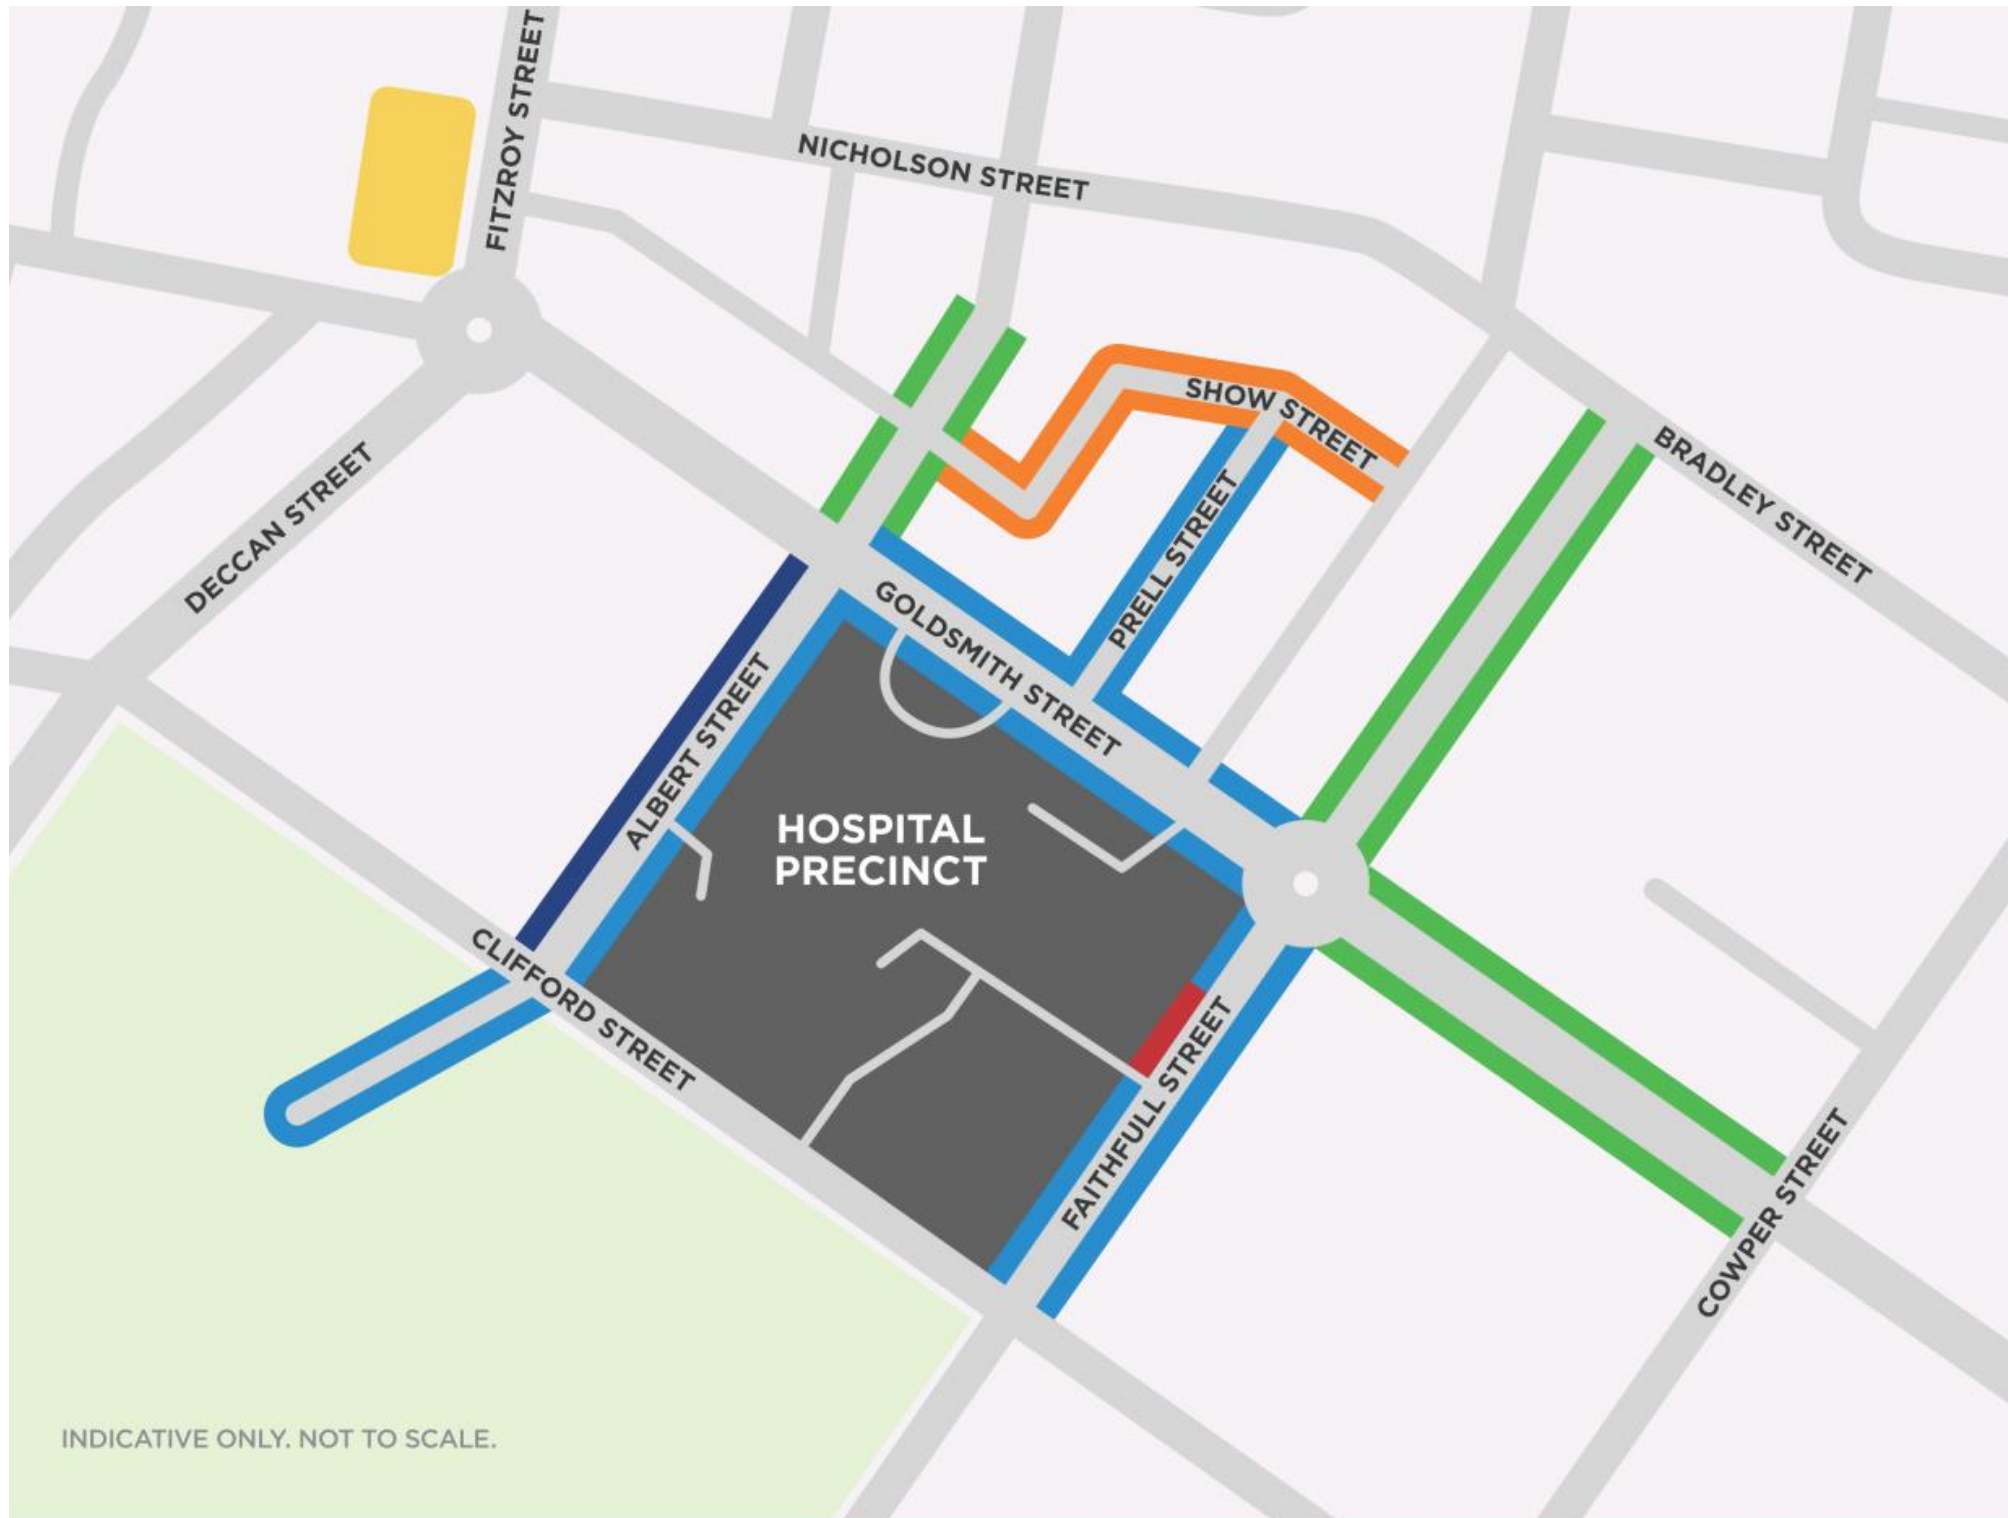 FITZROY STREET
NICHOLSON STREET
SHOW STREET
BRADLEY STREET
DECCAN STREET
PRELL STREET
GOLDSMITH STREET
ALBERT STREET
HOSPITAL
PRECINCT
CLIFFORD STREET
FAITHFULL STREET
COWPER STREET
INDICATIVE ONLY. NOT TO SCALE.